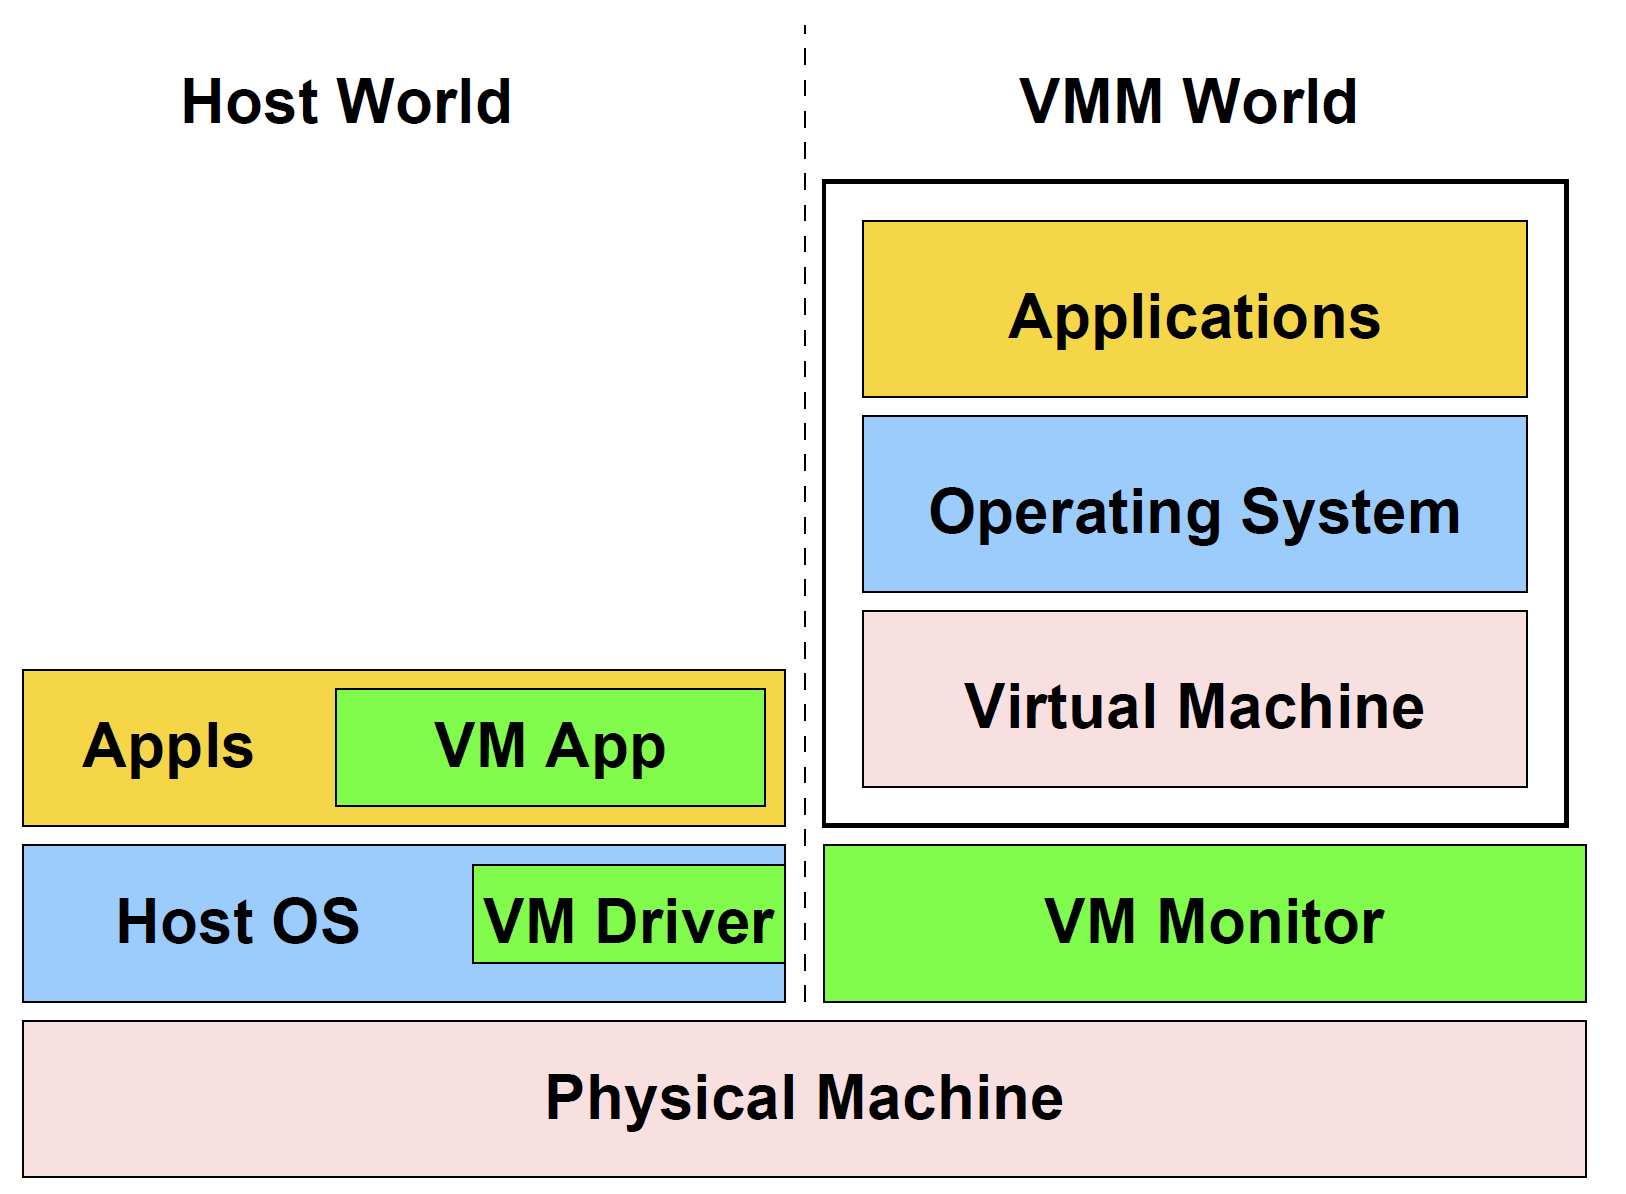 Host World
VMM World
Applications
Operating System
Virtual Machine
Appls
VM App
Host OS
VM Driver
VM Monitor
Physical Machine